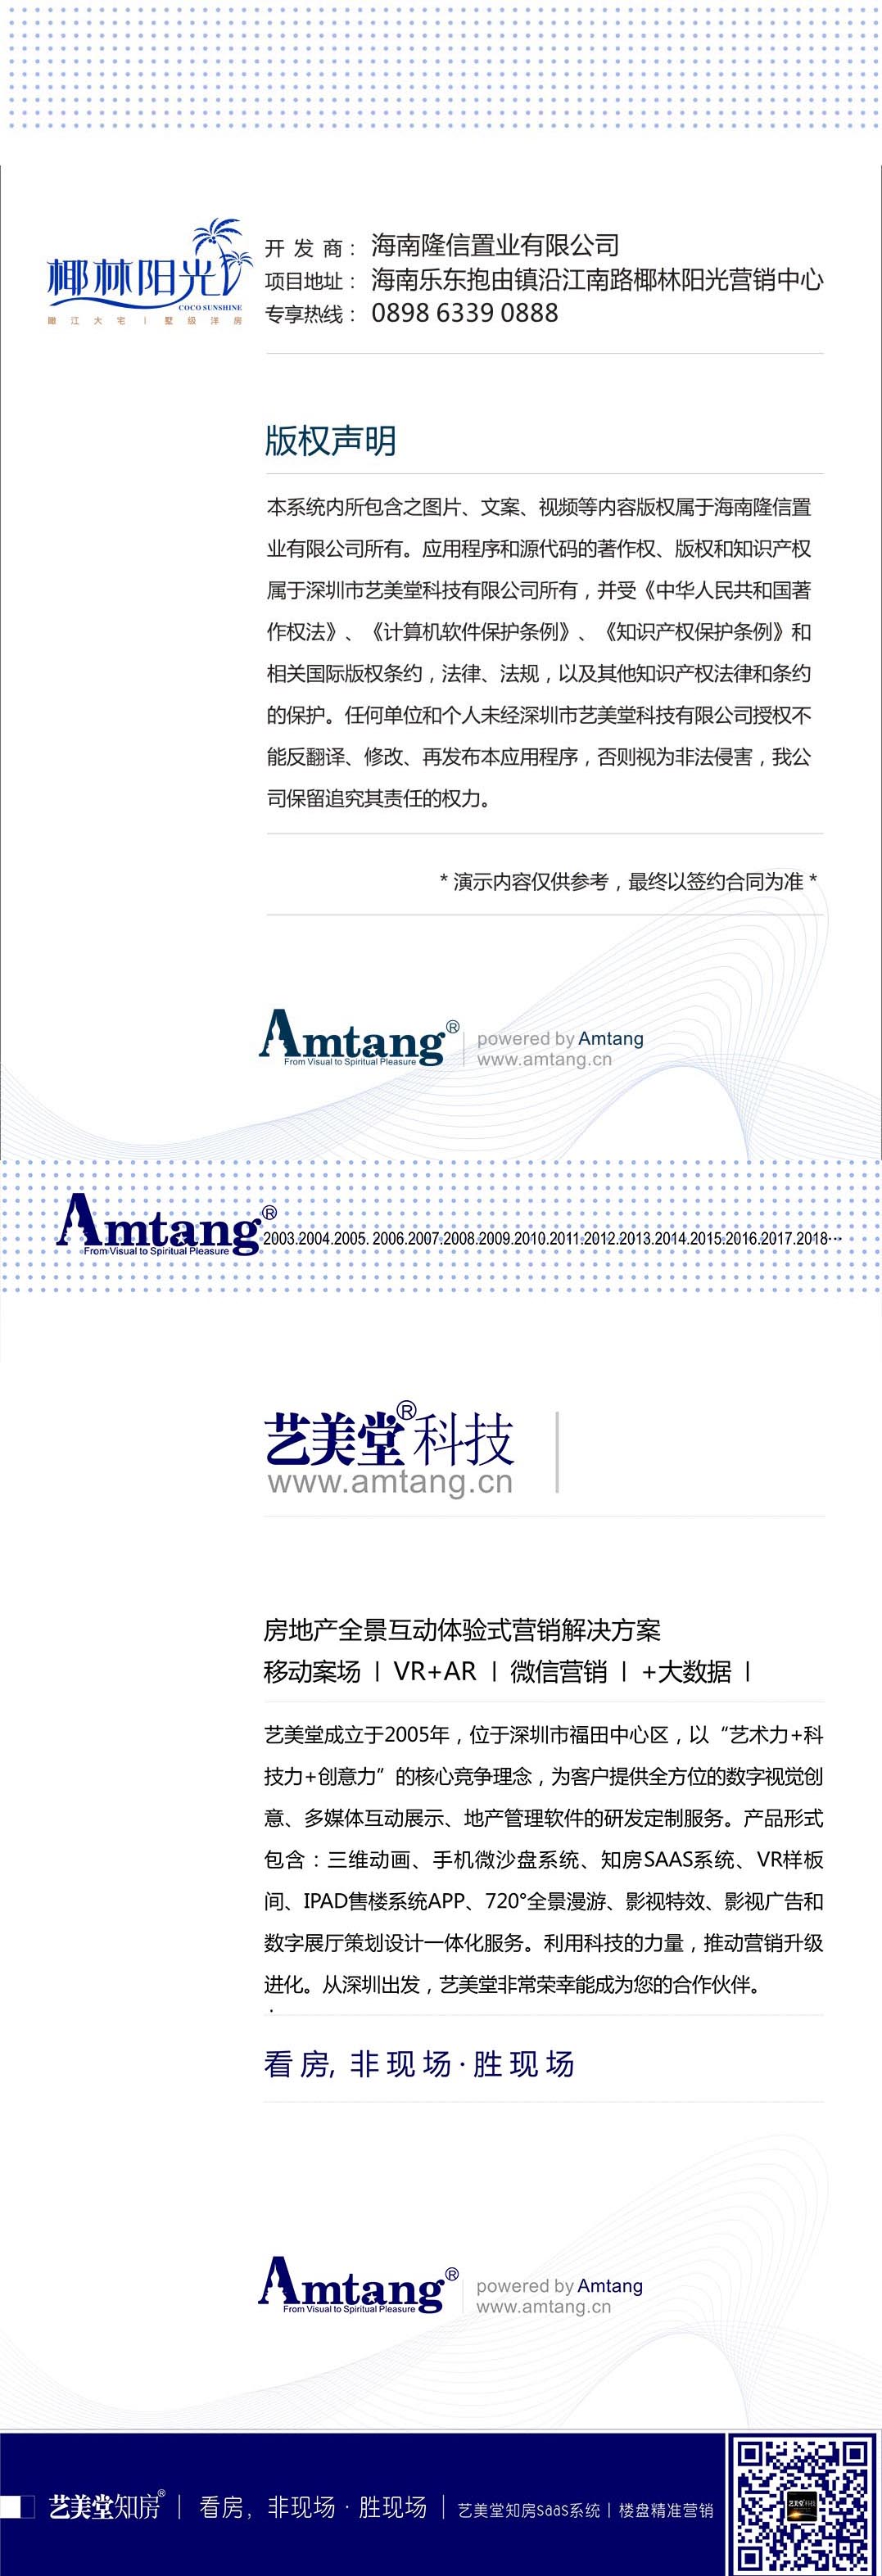 椰林阳光
COCO SUNSHINE
瞰江大宅丨墅级洋房
开发商：海南隆信置业有限公司
项目地址：海南乐东抱由镇沿江南路椰林阳光营销中心
专享热线：0898 6339 0888
版权声明
本系统内所包含之图片、文案、视频等内容版权属于海南隆信置
业有限公司所有。应用程序和源代码的著作权、版权和知识产权
属于深圳市艺美堂科技有限公司所有，并受《中华人民共和国著
作权法》、《计算机软件保护条例》、《知识产权保护条例》和
相关国际版权条约，法律、法规，以及其他知识产权法律和条约
的保护。任何单位和个人未经深圳市艺美堂科技有限公司授权不
能反翻译、修改、再发布本应用程序，否则视为非法侵害，我公
司保留追究其责任的权力。
* 演示内容仅供参考，最终以签约合同为准 *
Amtang®
From Visual to Spiritual Pleasure
powered by Amtang
www.amtang.cn
Amtang®
From Visual to Spiritual Pleasure
2003.2004.2005. 2006.2007.2008.2009.2010.2011.2012.2013.2014.2015.2016.2017.2018···
艺美堂®科技
www.amtang.cn
房地产全景互动体验式营销解决方案
移动案场 丨 VR+AR 丨 微信营销 丨 +大数据 丨
艺美堂成立于2005年，位于深圳市福田中心区，以“艺术力+科
技力+创意力”的核心竞争理念，为客户提供全方位的数字视觉创
意、多媒体互动展示、地产管理软件的研发定制服务。产品形式
包含：三维动画、手机微沙盘系统、知房SAAS系统、VR样板
间、IPAD售楼系统APP、720°全景漫游、影视特效、影视广告和
数字展厅策划设计一体化服务。利用科技的力量，推动营销升级
进化。从深圳出发，艺美堂非常荣幸能成为您的合作伙伴。
看房, 非现场·胜现场
Amtang®
From Visual to Spiritual Pleasure
powered by Amtang
www.amtang.cn
艺美堂知房® | 看房, 非现场·胜现场 | 艺美堂知房saas系统 | 楼盘精准营销
艺美堂科技